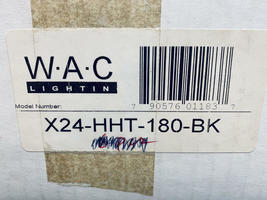 W·A·C
LIGHTIN
Model Number:
7 90576 01183 7
X24-HHT-180-BK